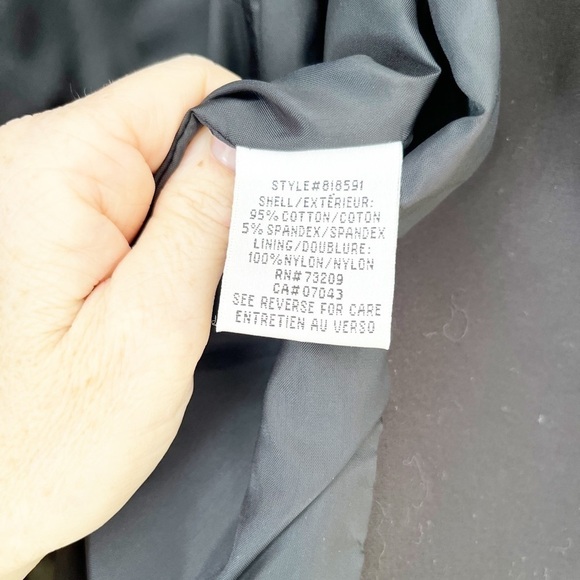 STYLE#818591
SHELL/EXTÉRIEUR:
95% COTTON/COTON
5% SPANDEX/SPANDEX
LINING/DOUBLURE:
100%NYLON/NYLON
RN#73209
CA#07043
SEE REVERSE FOR CARE
ENTRETIEN AU VERSO